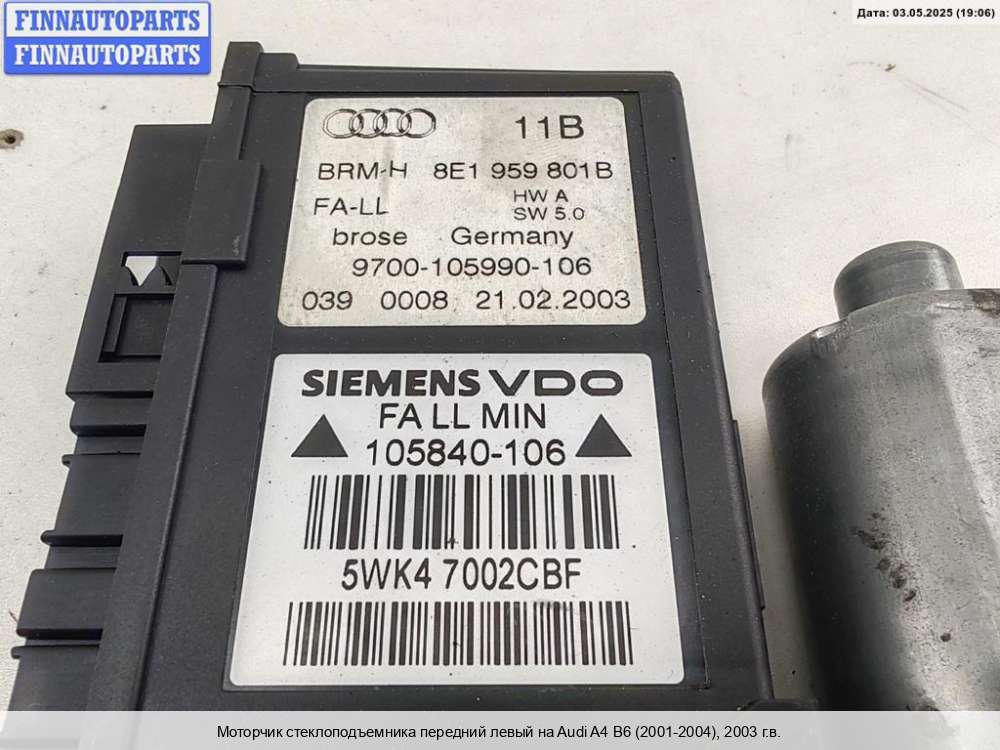 FINNAUTOPARTS
FINNAUTOPARTS
Дата: 03.05.2025 (19:06)
11B
BRM-H 8E1 959 801B
FA-LL HW A
SW 5.0
brose Germany
9700-105990-106
039 0008 21.02.2003
SIEMENS VDO
FA LL MIN
105840-106
5WK4 7002CBF
Моторчик стеклоподъемника передний левый на Audi A4 B6 (2001-2004), 2003 г.в.